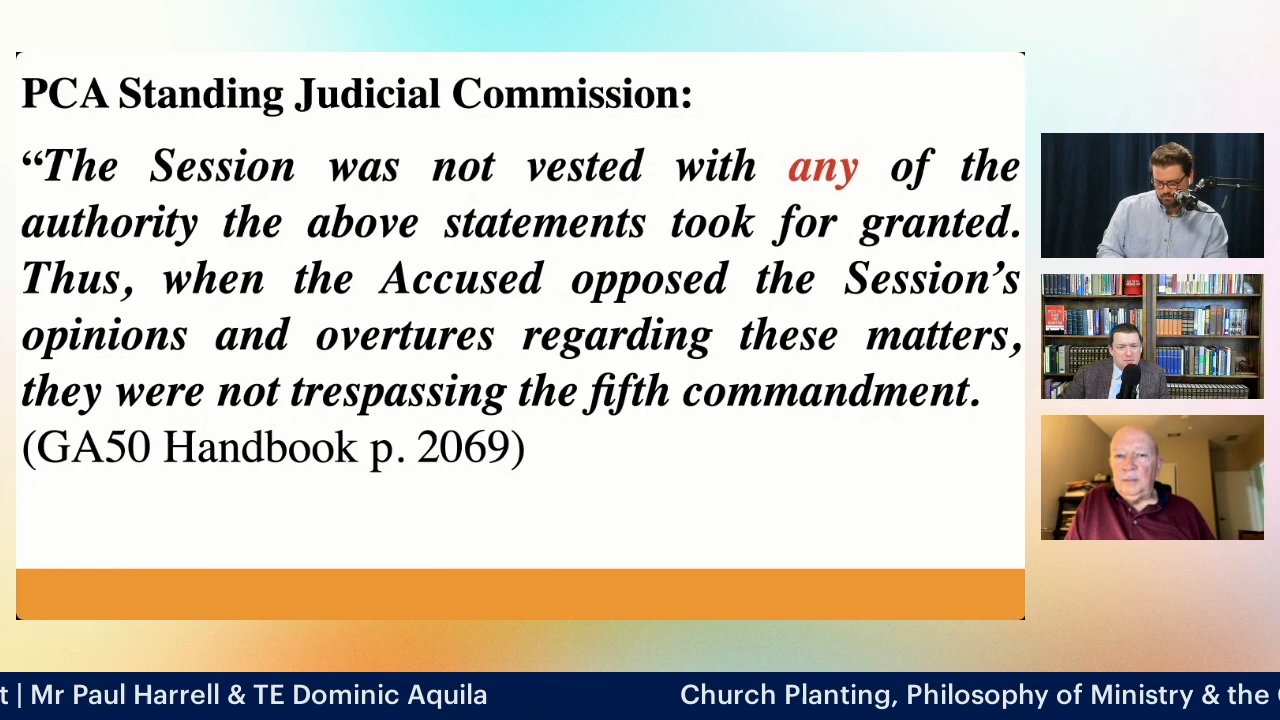 PCA Standing Judicial Commission:
“The Session was not vested with any of the
authority the above statements took for granted.
Thus, when the Accused opposed the Session’s
opinions and overtures regarding these matters,
they were not trespassing the fifth commandment.
(GA50 Handbook p. 2069)
t | Mr Paul Harrell & TE Dominic Aquila
Church Planting, Philosophy of Ministry & the